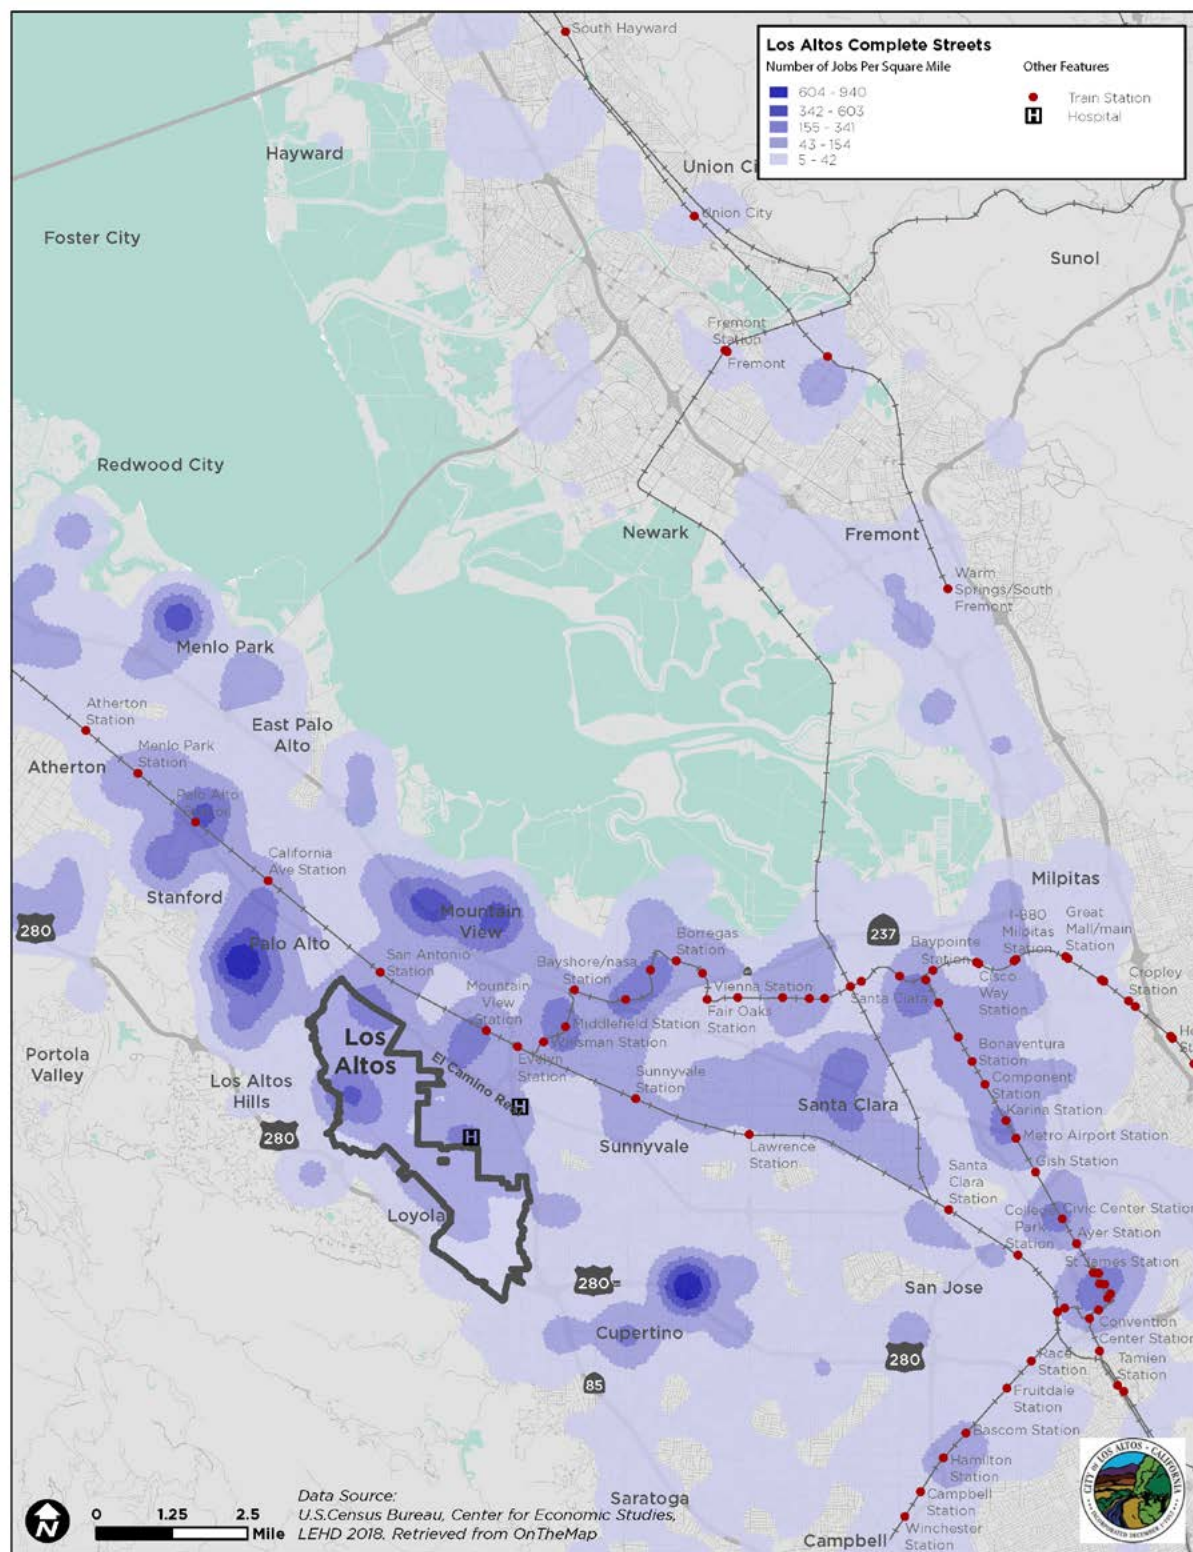 South Hayward
Los Altos Complete Streets
Number of Jobs Per Square Mile
Other Features
604 - 940
342 - 603
155 - 341
43 - 154
5 - 42
Train Station
H
Hospital
Hayward
Union
Union City
Foster City
Sunol
Fremont
Station
Fremont
Redwood City
Newark
Fremont
Warm
Springs/South
Fremont
Menlo Park
Atherton
Station
East Palo
Alto
Menlo Park
Station
Atherton
Palo Alto
California
Ave Station
Stanford
Milpitas
280
Mountain
View
237
I-880
Milpitas
Station
Great
Mall/main
Station
Palo Alto
San Antonio
Station
Borregas
Station
Baypointe
Station
Bayshore/nasa
Station
Cisco
Way
Station
Cropley
Station
Mountain
View
Station
Vienna Station
Santa Clara
Fair Oaks
Station
Middlefield Station
Whisman Station
Los
Altos
Evelyn
Station
El Camino Real
Bonaventura
Station
Component
Station
Portola
Valley
Los Altos
Hills
Sunnyvale
Station
Santa Clara
Karina Station
H
280
H
Metro Airport Station
Sunnyvale
Lawrence
Station
Gish Station
Santa
Clara
Station
Loyola
College
Park
Station
Civic Center Station
Ayer Station
St James Station
280
San Jose
Cupertino
Convention
Center Station
280
Race
Station
Tamien
Station
85
Fruitdale
Station
Bascom Station
Hamilton
Station
Saratoga
Campbell
Station
Campbell
Winchester
Station
N
0 1.25 2.5
Mile
Data Source:
U.S.Census Bureau, Center for Economic Studies,
LEHD 2018. Retrieved from OnTheMap
CITY OF LOS ALTOS • CALIFORNIA